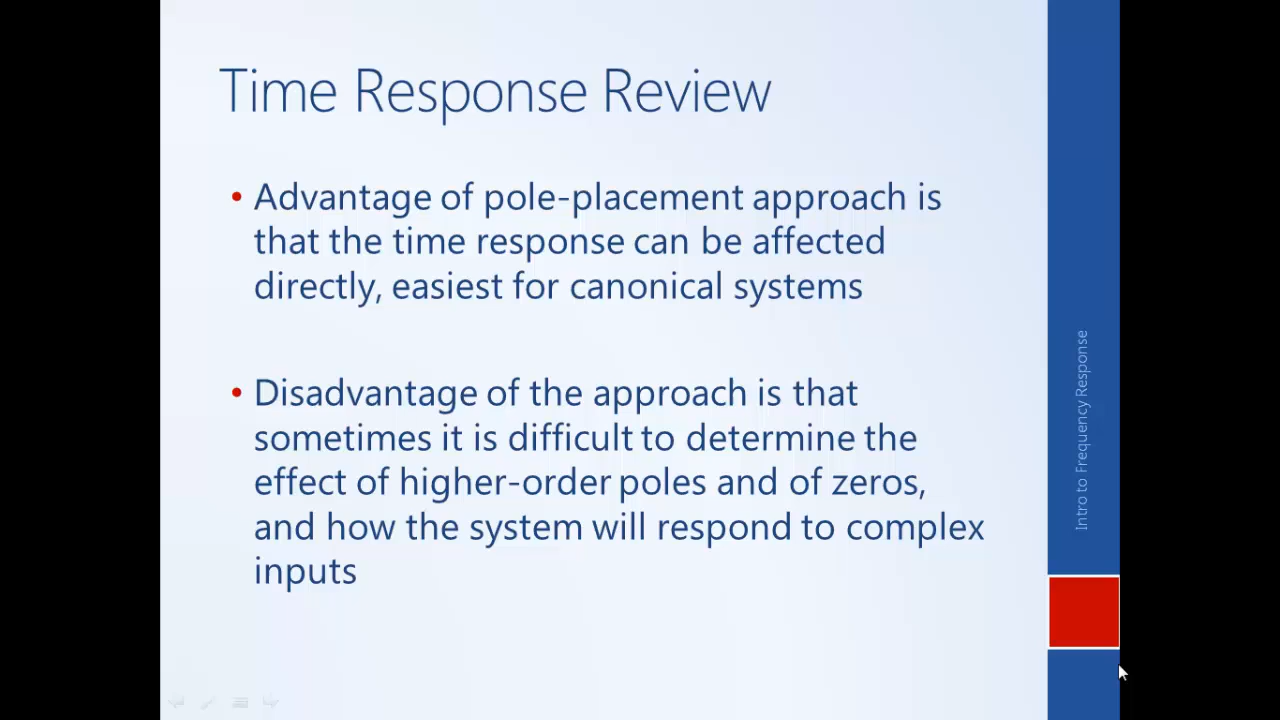 Time Response Review
• Advantage of pole-placement approach is
that the time response can be affected
directly, easiest for canonical systems
• Disadvantage of the approach is that
sometimes it is difficult to determine the
effect of higher-order poles and of zeros,
and how the system will respond to complex
inputs
Intro to Frequency Response